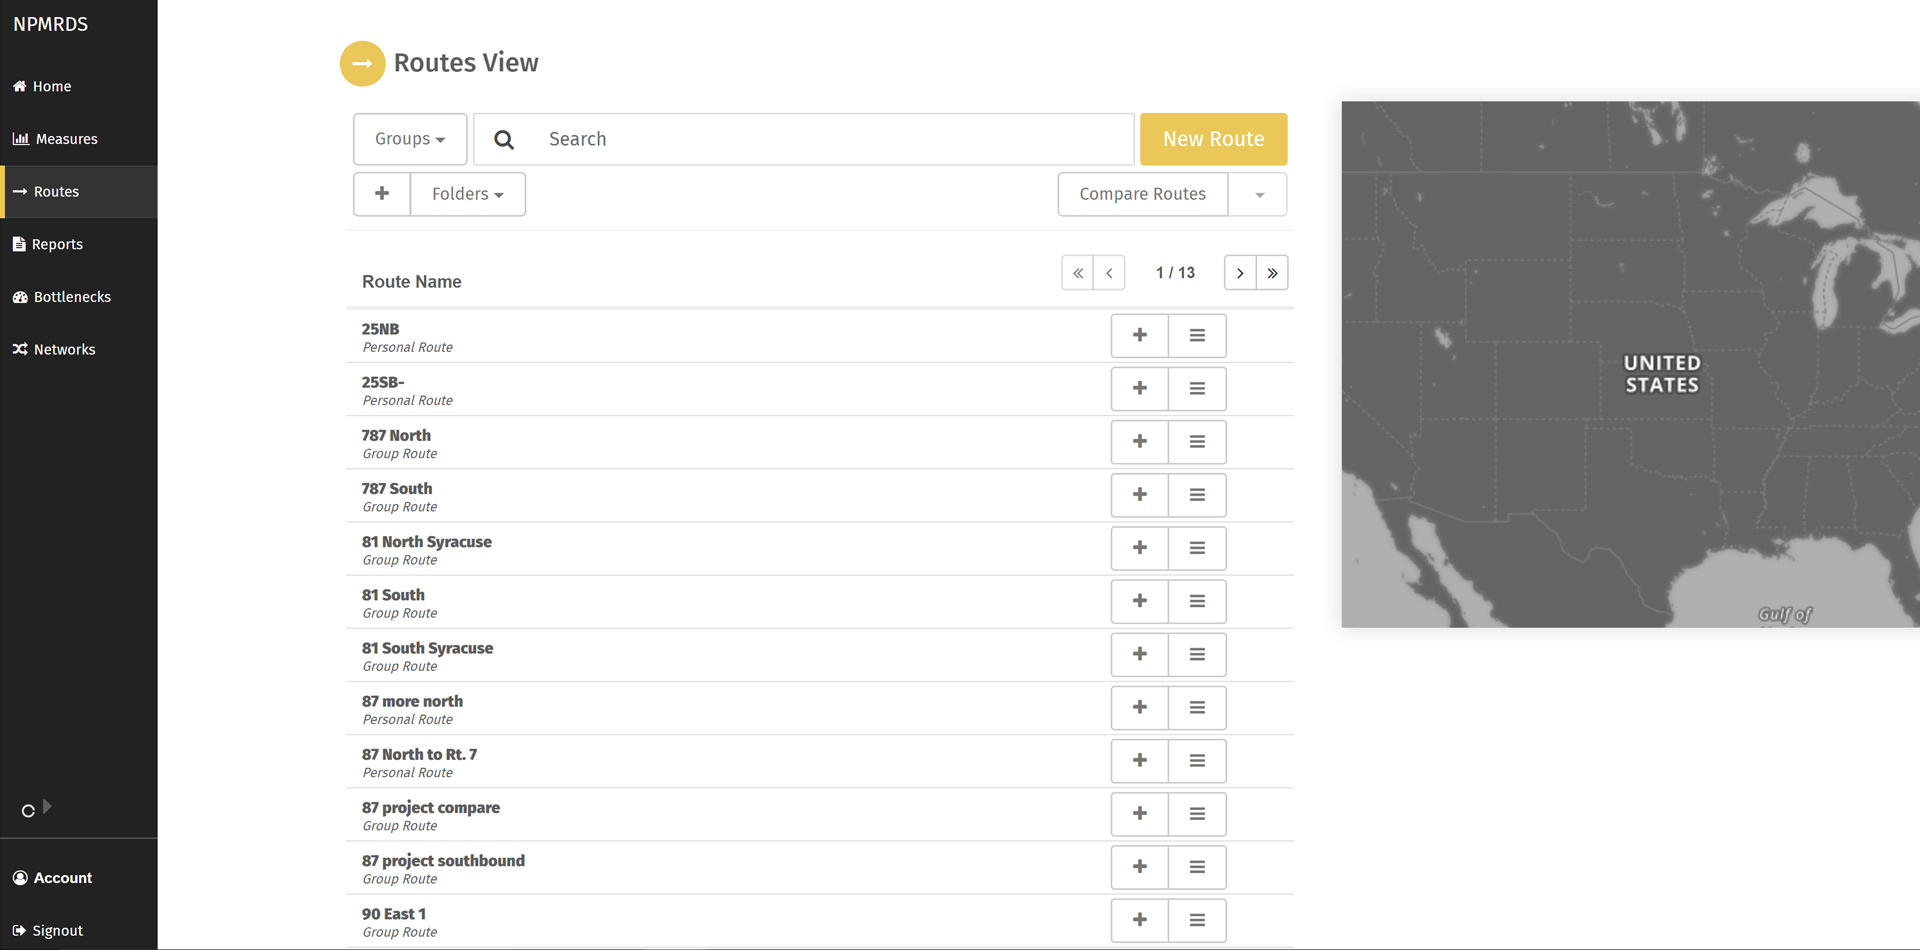 NPMRDS
Home
Measures
Routes
Reports
Bottlenecks
Networks
Account
Signout
Routes View
Groups
Search
New Route
Folders
Compare Routes
Route Name
1 / 13
25NB
Personal Route
25SB-
Personal Route
787 North
Group Route
787 South
Group Route
81 North Syracuse
Group Route
81 South
Group Route
81 South Syracuse
Group Route
87 more north
Personal Route
87 North to Rt. 7
Personal Route
87 project compare
Group Route
87 project southbound
Group Route
90 East 1
Group Route
UNITED
STATES
Gulf of